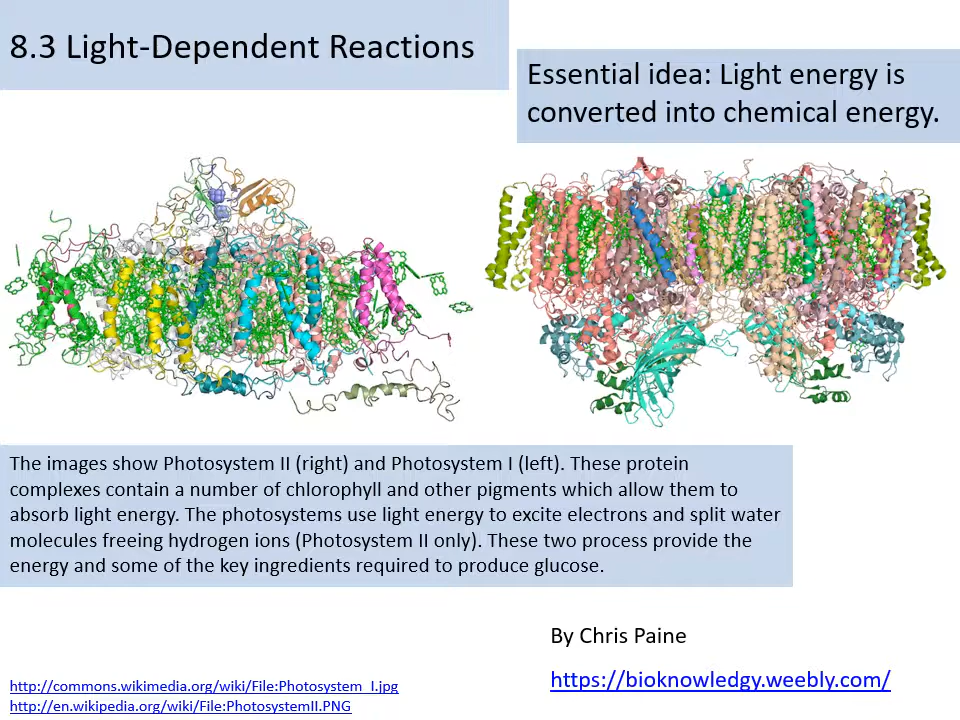 8.3 Light-Dependent Reactions
Essential idea: Light energy is
converted into chemical energy.
The images show Photosystem II (right) and Photosystem I (left). These protein
complexes contain a number of chlorophyll and other pigments which allow them to
absorb light energy. The photosystems use light energy to excite electrons and split water
molecules freeing hydrogen ions (Photosystem II only). These two process provide the
energy and some of the key ingredients required to produce glucose.
By Chris Paine
https://bioknowledgy.weebly.com/
http://commons.wikimedia.org/wiki/File:Photosystem_I.jpg
http://en.wikipedia.org/wiki/File:PhotosystemII.PNG